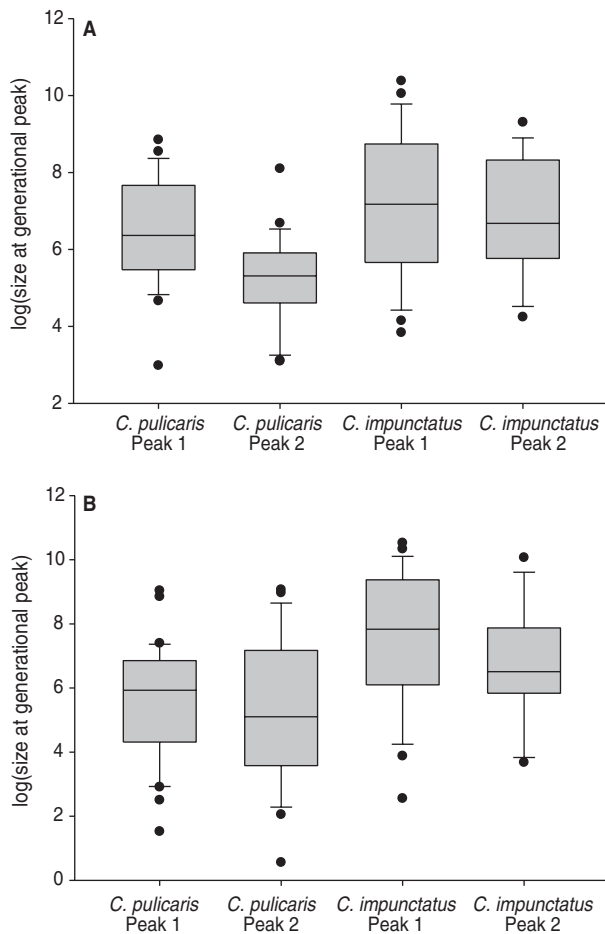 A
12
10
8
6
4
2
log(size at generational peak)
C. pulicaris C. pulicaris C. impunctatus C. impunctatus
Peak 1 Peak 2 Peak 1 Peak 2
B
12
10
8
6
4
2
0
log(size at generational peak)
C. pulicaris C. pulicaris C. impunctatus C. impunctatus
Peak 1 Peak 2 Peak 1 Peak 2